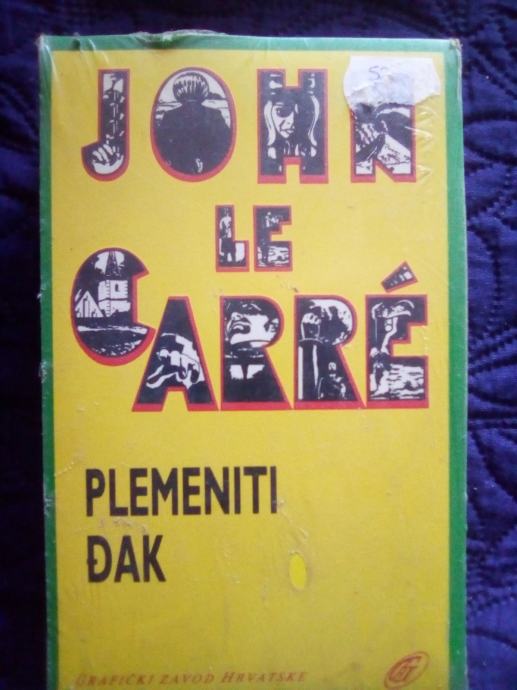 JOHN
LE
CARRÉ
PLEMENITI
ĐAK
GRAFIČKI ZAVOD HRVATSKE